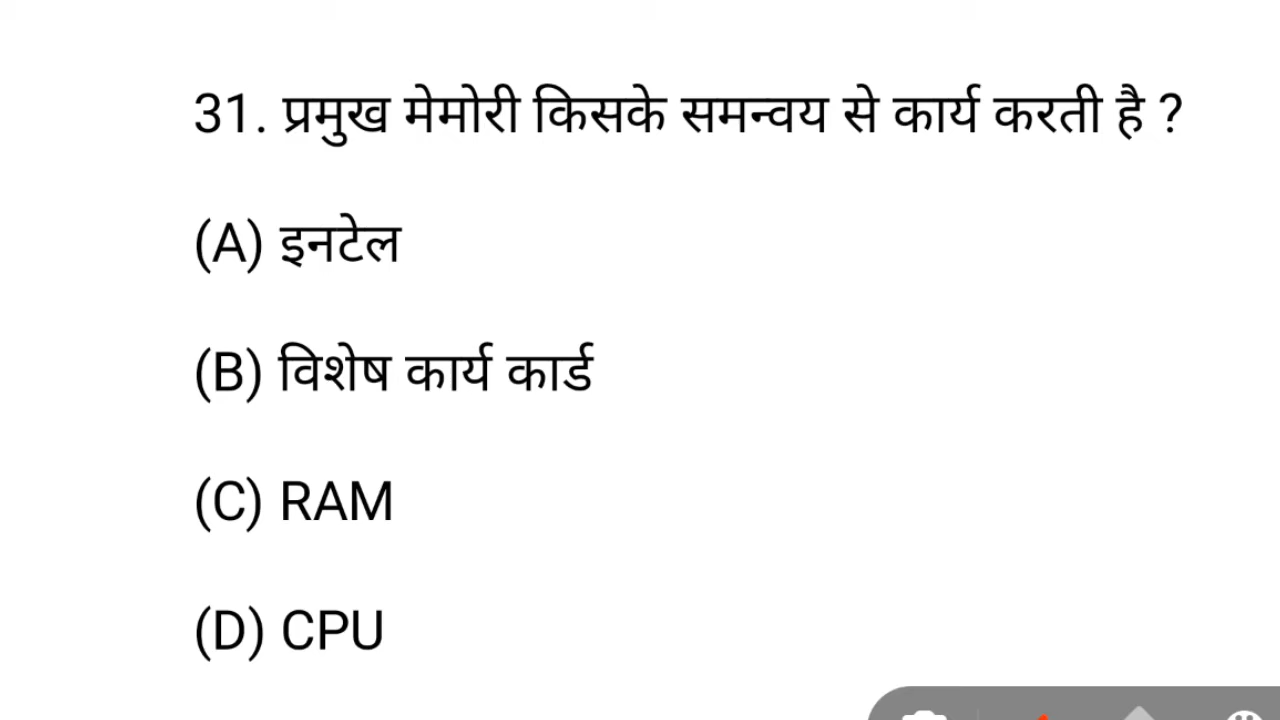 31. प्रमुख मेमोरी किसके समन्वय से कार्य करती है ?
(A) इनटेल
(B) विशेष कार्य कार्ड
(C) RAM
(D) CPU